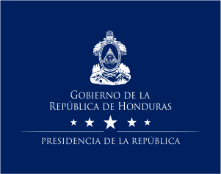 GOBIERNO DE LA
REPÚBLICA DE HONDURAS
PRESIDENCIA DE LA REPÚBLICA